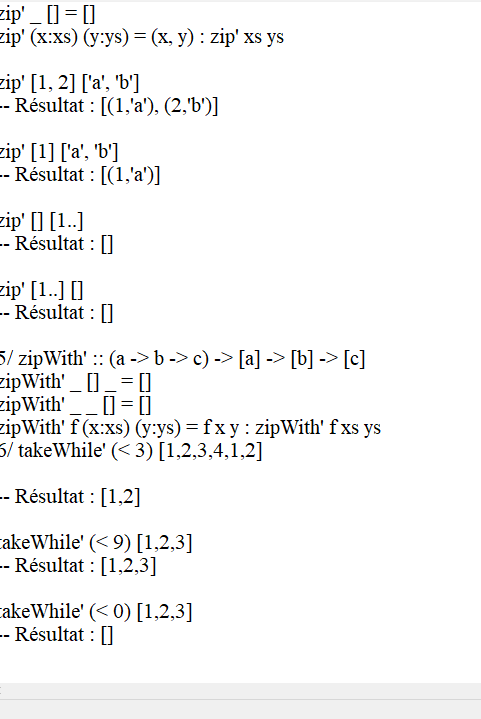 zip' _ [] = []
zip' (x:xs) (y:ys) = (x, y) : zip' xs ys
zip' [1, 2] ['a', 'b']
-- Résultat : [(1,'a'), (2,'b')]
zip' [1] ['a', 'b']
-- Résultat : [(1,'a')]
zip' [] [1..]
-- Résultat : []
zip' [1..] []
-- Résultat : []
5/ zipWith' :: (a -> b -> c) -> [a] -> [b] -> [c]
zipWith' _ [] _ = []
zipWith' _ _ [] = []
zipWith' f (x:xs) (y:ys) = f x y : zipWith' f xs ys
6/ takeWhile' (< 3) [1,2,3,4,1,2]
-- Résultat : [1,2]
takeWhile' (< 9) [1,2,3]
-- Résultat : [1,2,3]
takeWhile' (< 0) [1,2,3]
-- Résultat : []